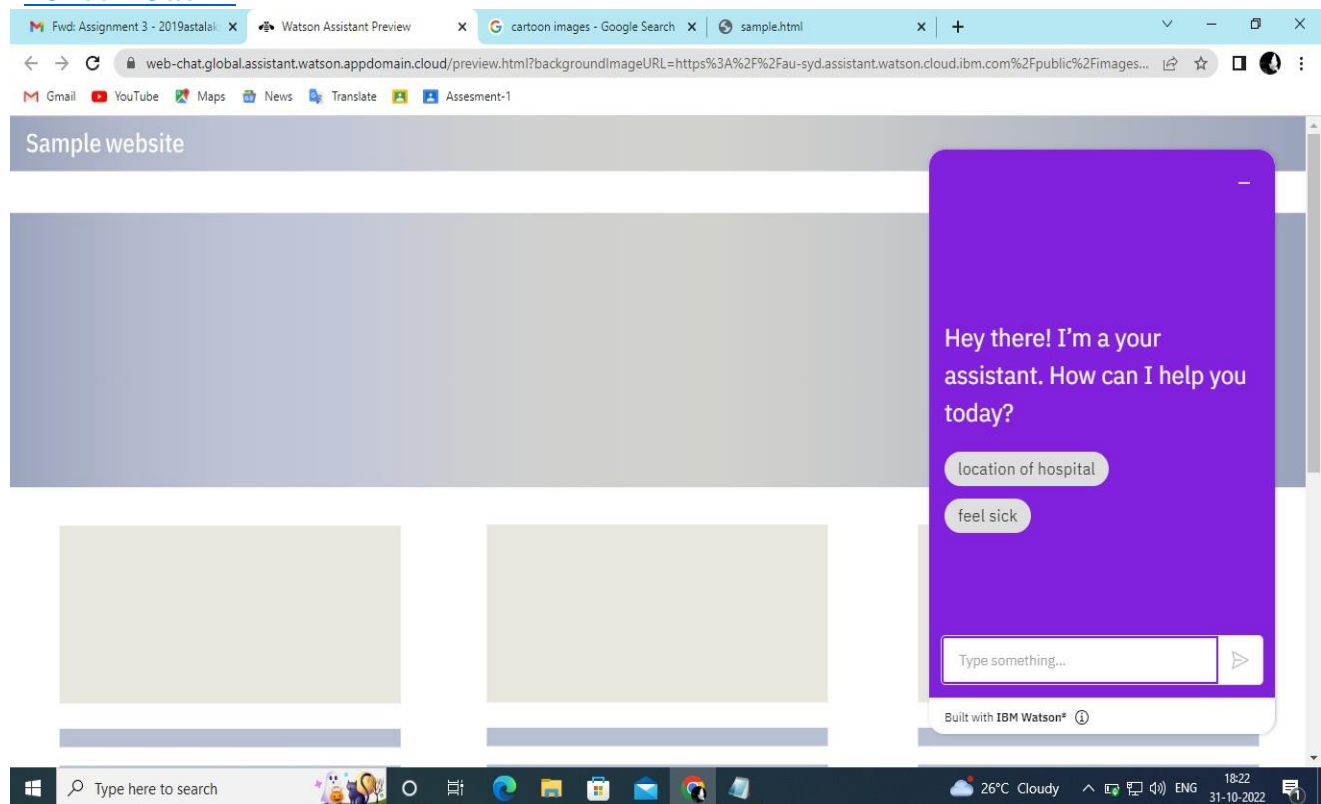 Fwd: Assignment 3 - 2019astalak
Watson Assistant Preview
cartoon images - Google Search
sample.html
web-chat.global.assistant.watson.appdomain.cloud/preview.html?backgroundImageURL=https%3A%2F%2Fau-syd.assistant.watson.cloud.ibm.com%2Fpublic%2Fimages...
Gmail YouTube Maps News Translate Assesment-1
Sample website
Hey there! I'm a your
assistant. How can I help you
today?
location of hospital
feel sick
Type something...
Built with IBM Watson®
Type here to search
26°C Cloudy
ENG
18:22
31-10-2022
1